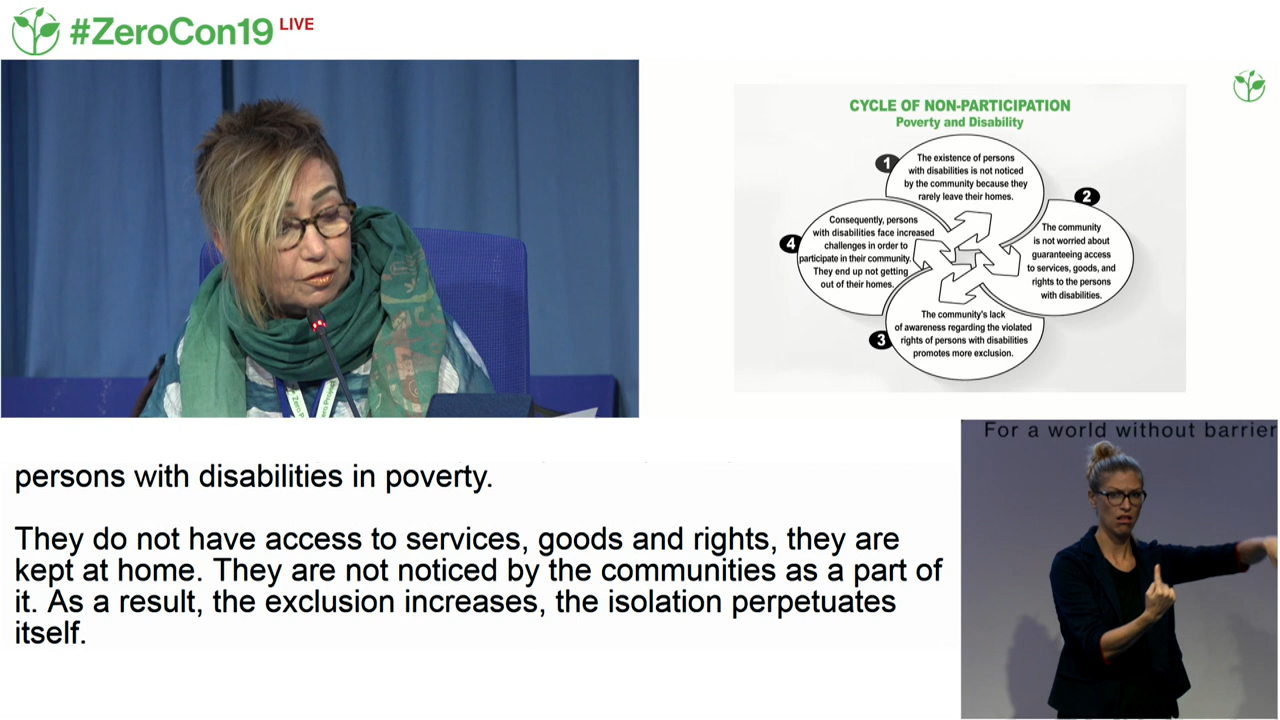 #ZeroCon19 LIVE
CYCLE OF NON-PARTICIPATION
Poverty and Disability
1
The existence of persons
with disabilities is not noticed
by the community because they
rarely leave their homes.
2
The community
is not worried about
guaranteeing access
to services, goods, and
rights to the persons
with disabilities.
3
The community's lack
of awareness regarding the violated
rights of persons with disabilities
promotes more exclusion.
4
Consequently, persons
with disabilities face increased
challenges in order to
participate in their community.
They end up not getting
out of their homes.
persons with disabilities in poverty.
They do not have access to services, goods and rights, they are
kept at home. They are not noticed by the communities as a part of
it. As a result, the exclusion increases, the isolation perpetuates
itself.
For a world without barrier